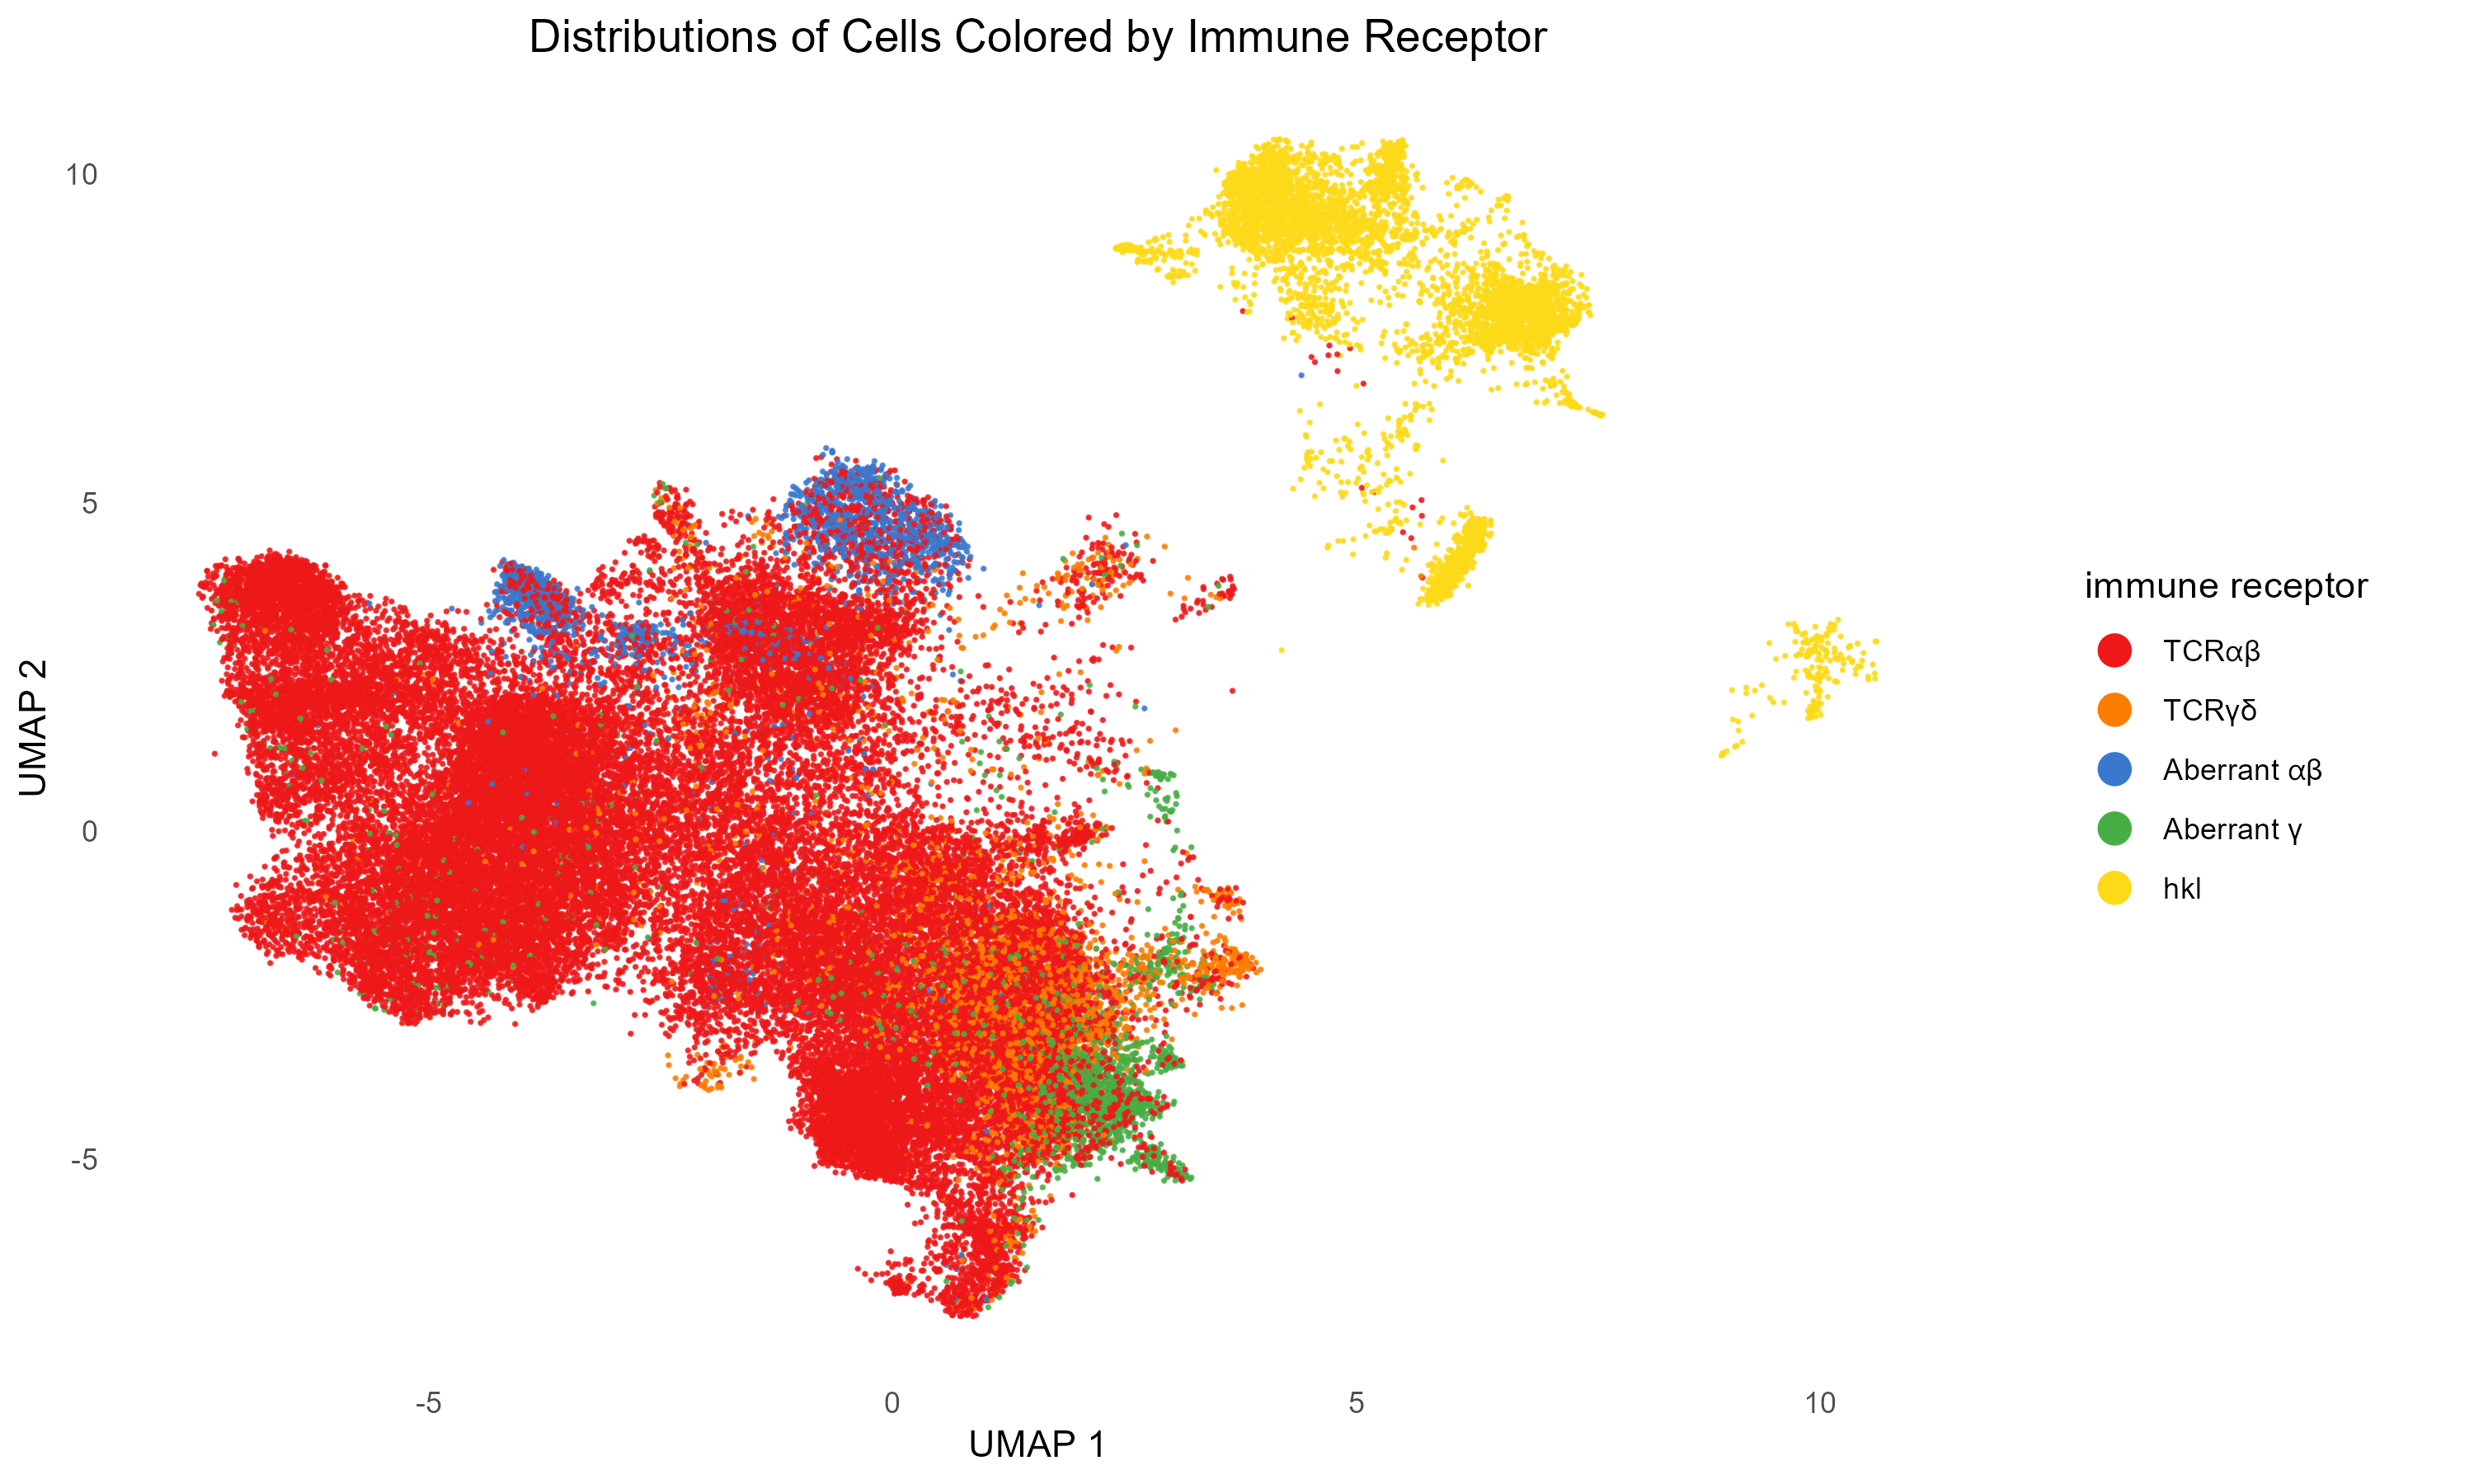 Distributions of Cells Colored by Immune Receptor
10
5
0
-5
UMAP 2
-5 0 5 10
UMAP 1
immune receptor
TCRαβ
TCRγδ
Aberrant αβ
Aberrant γ
hkl